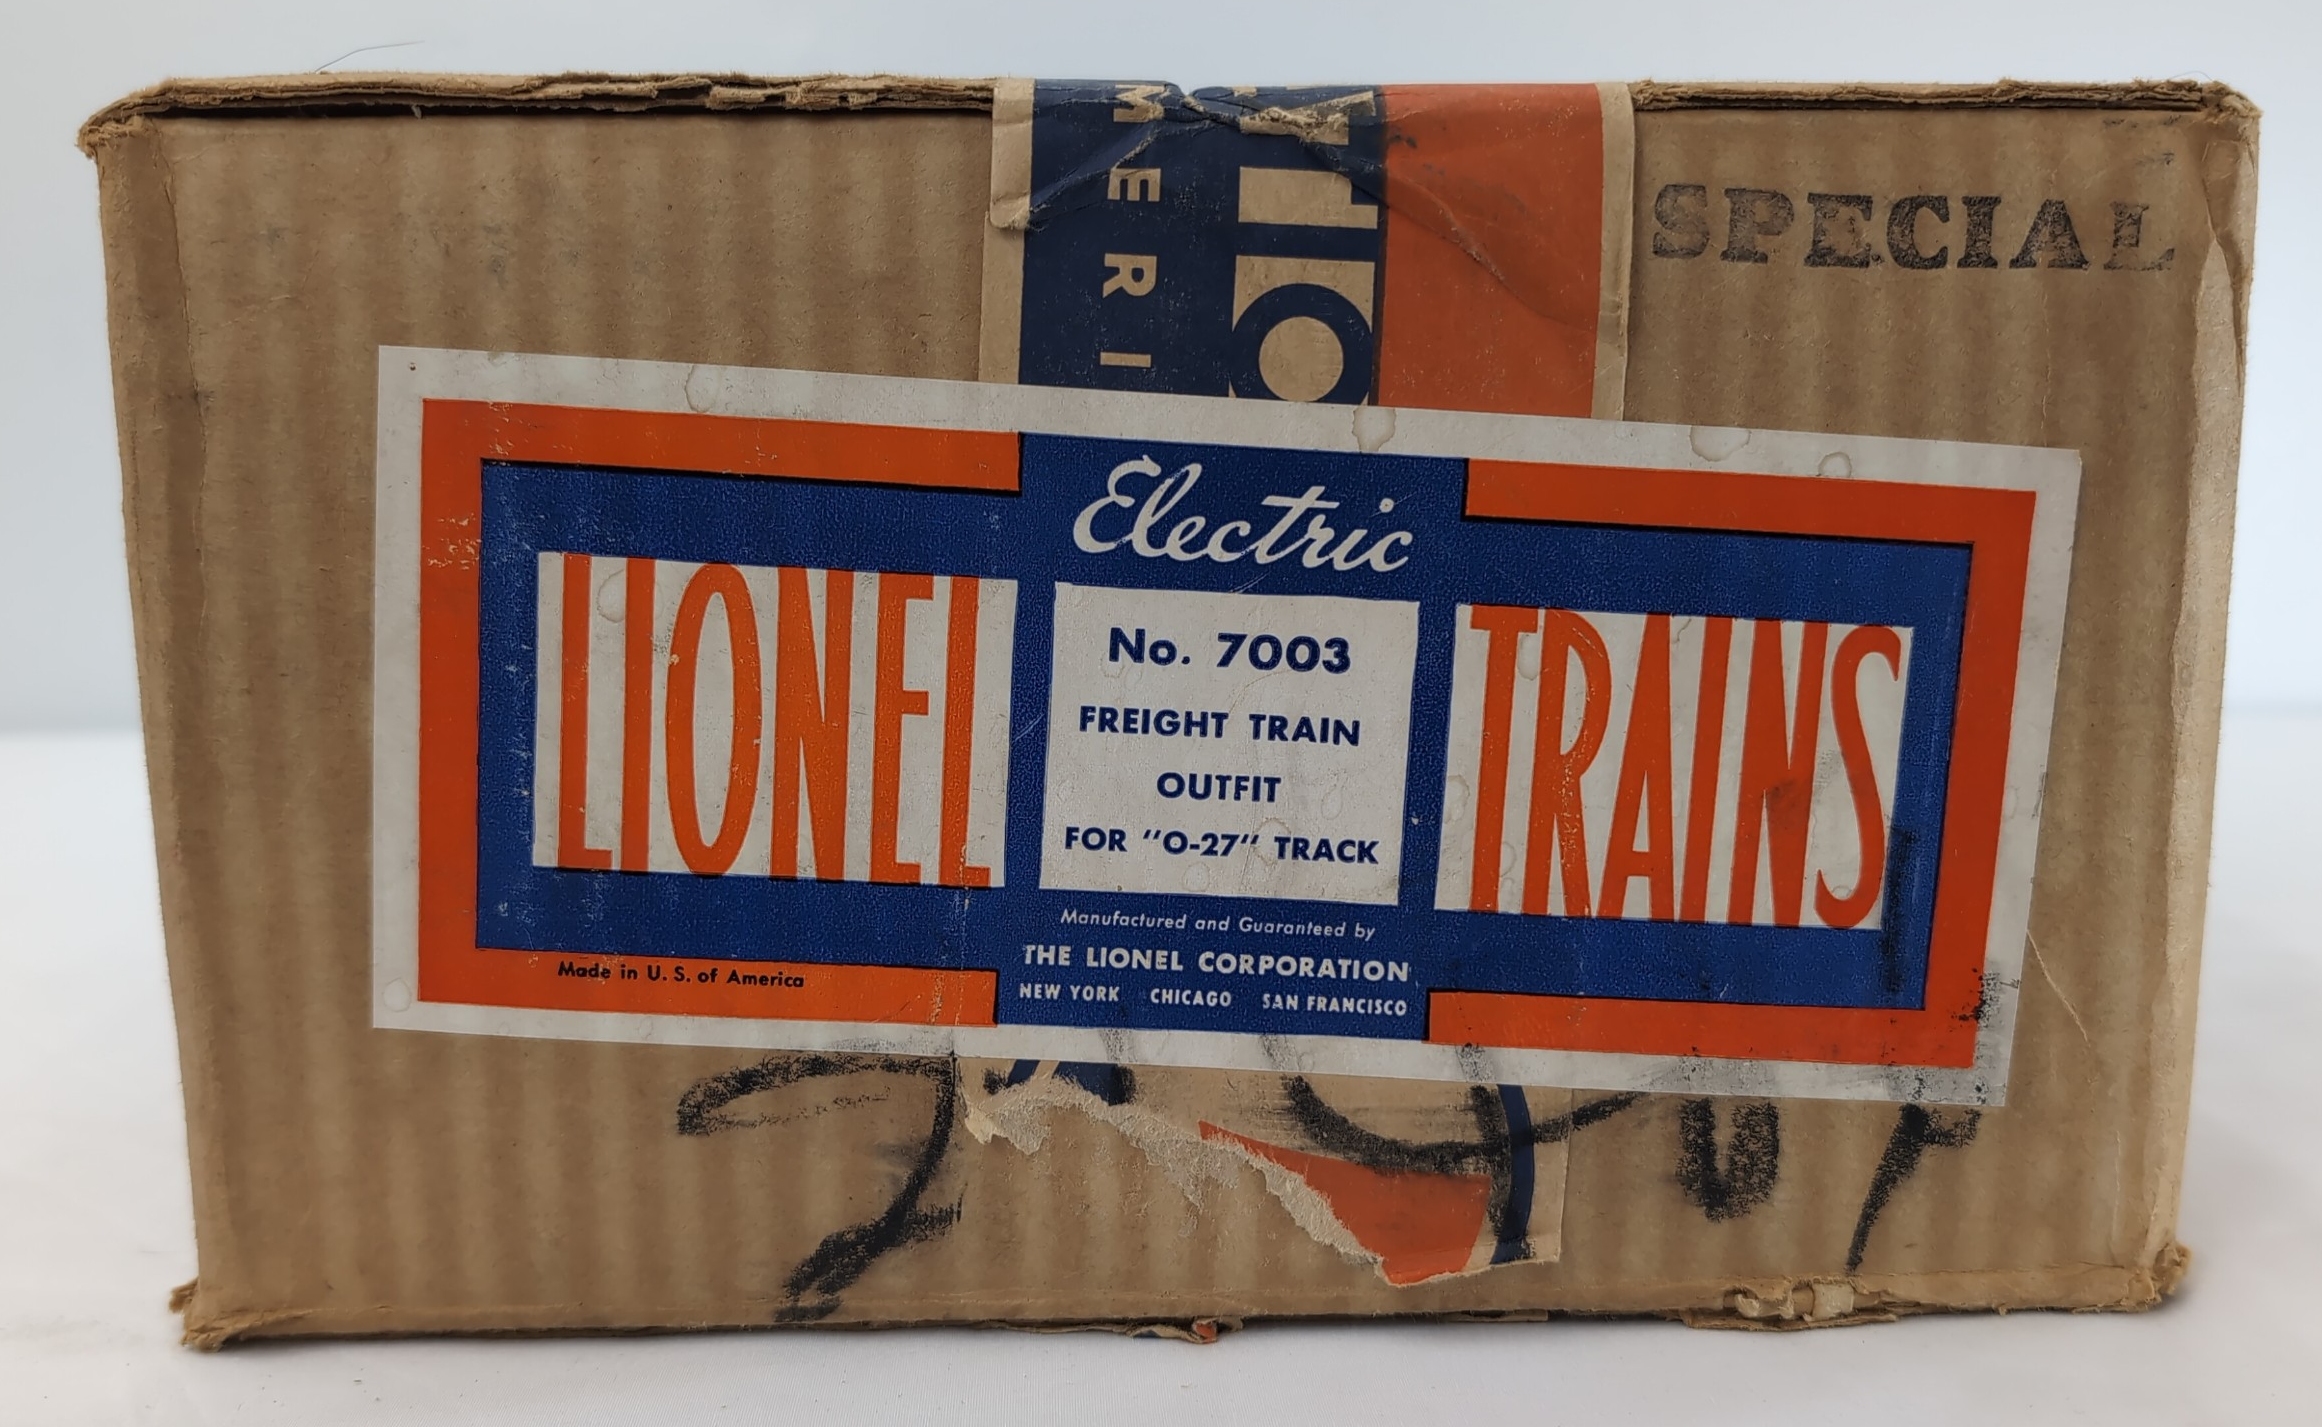 SPECIAL
MERI
Electric
LIONEL
No. 7003
FREIGHT TRAIN
OUTFIT
FOR "O-27" TRACK
TRAINS
Manufactured and Guaranteed by
THE LIONEL CORPORATION
NEW YORK CHICAGO SAN FRANCISCO
Made in U. S. of America